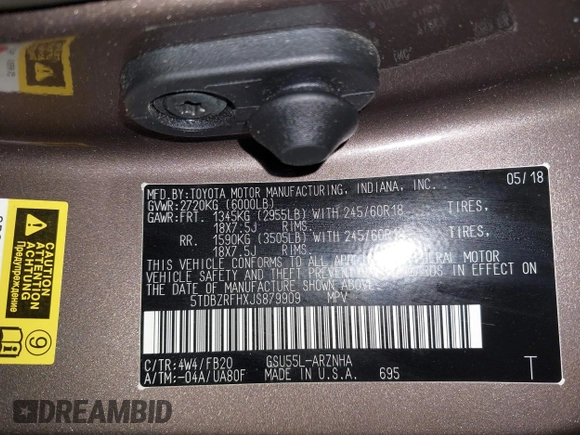 MFD.BY:TOYOTA MOTOR MANUFACTURING, INDIANA, INC. 05/18
GVWR:2720KG (6000LB)
GAWR:FRT. 1345KG (2955LB) WITH 245/60R18 TIRES,
18X7.5J RIMS.
RR. 1590KG (3505LB) WITH 245/60R18 TIRES,
18X7.5J RIMS.
THIS VEHICLE CONFORMS TO ALL APPLICABLE FEDERAL MOTOR
VEHICLE SAFETY AND THEFT PREVENTION STANDARDS IN EFFECT ON
THE DATE OF MANUFACTURE SHOWN ABOVE.
5TDBZRFHXJS879909 MPV
C/TR:4W4/FB20 GSU55L-ARZNHA
A/TM:-04A/UA80F MADE IN U.S.A. 695 T
CAUTION
ATTENTION
ACHTUNG
Предупреждение
9
DREAMBID